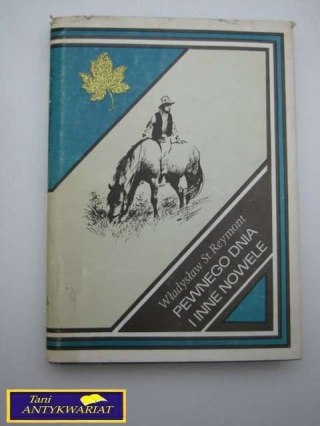 Władysław St. Reymont
PEWNEGO DNIA
I INNE NOWELE
Tani
ANTYKWARIAT